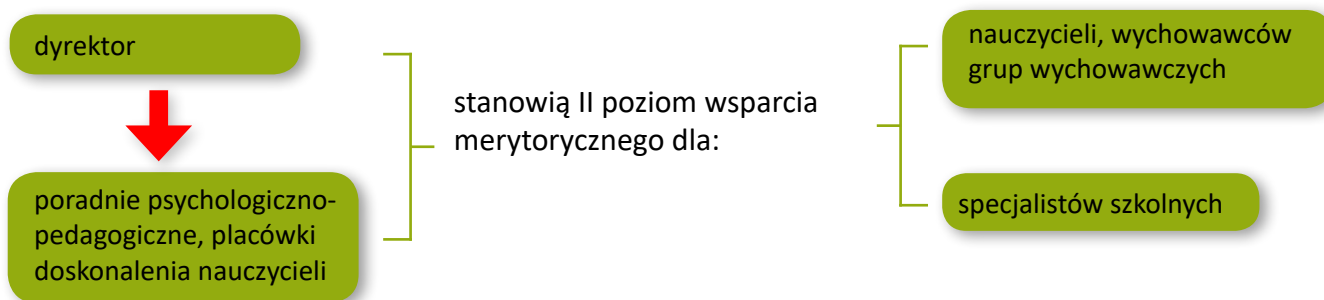 dyrektor
poradnie psychologiczno-
pedagogiczne, placówki
doskonalenia nauczycieli
stanowią II poziom wsparcia
merytorycznego dla:
nauczycieli, wychowawców
grup wychowawczych
specjalistów szkolnych